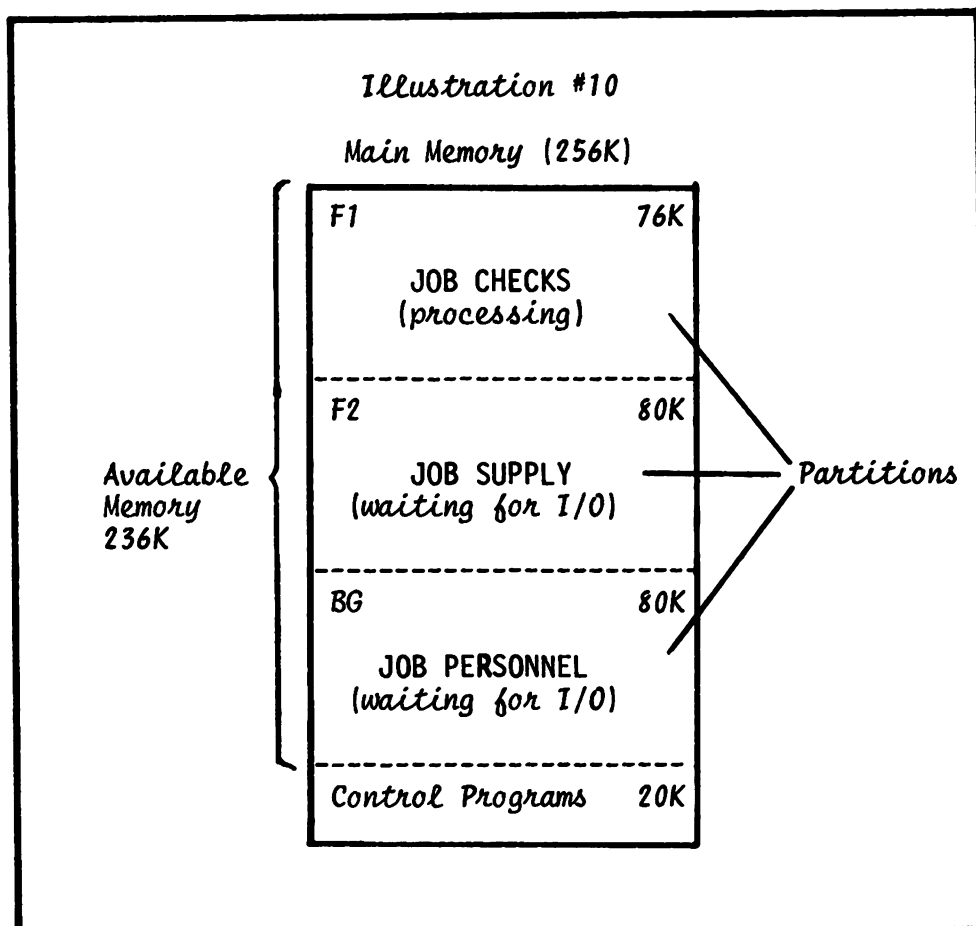 Illustration #10
Main Memory (256K)
F1 76K
JOB CHECKS
(processing)
F2 80K
JOB SUPPLY
(waiting for I/O)
Available
Memory
236K
Partitions
BG 80K
JOB PERSONNEL
(waiting for I/O)
Control Programs 20K